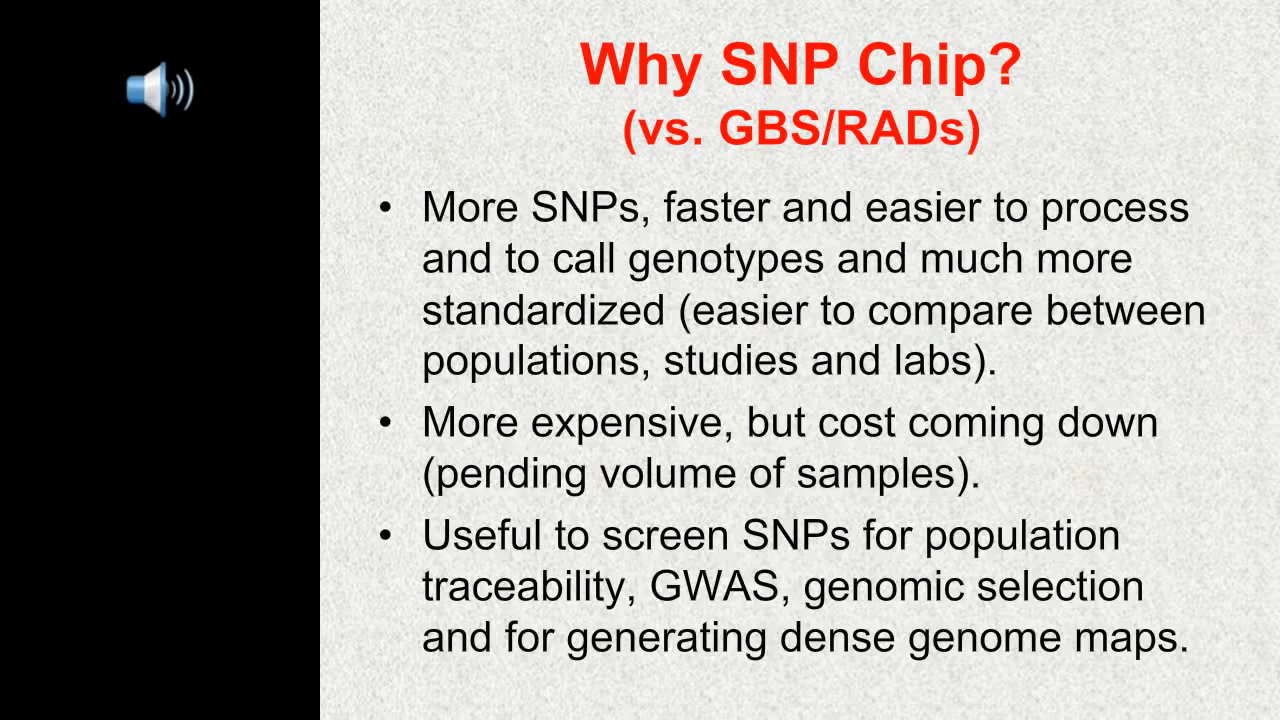 Why SNP Chip?
(vs. GBS/RADs)
• More SNPs, faster and easier to process
and to call genotypes and much more
standardized (easier to compare between
populations, studies and labs).
• More expensive, but cost coming down
(pending volume of samples).
• Useful to screen SNPs for population
traceability, GWAS, genomic selection
and for generating dense genome maps.